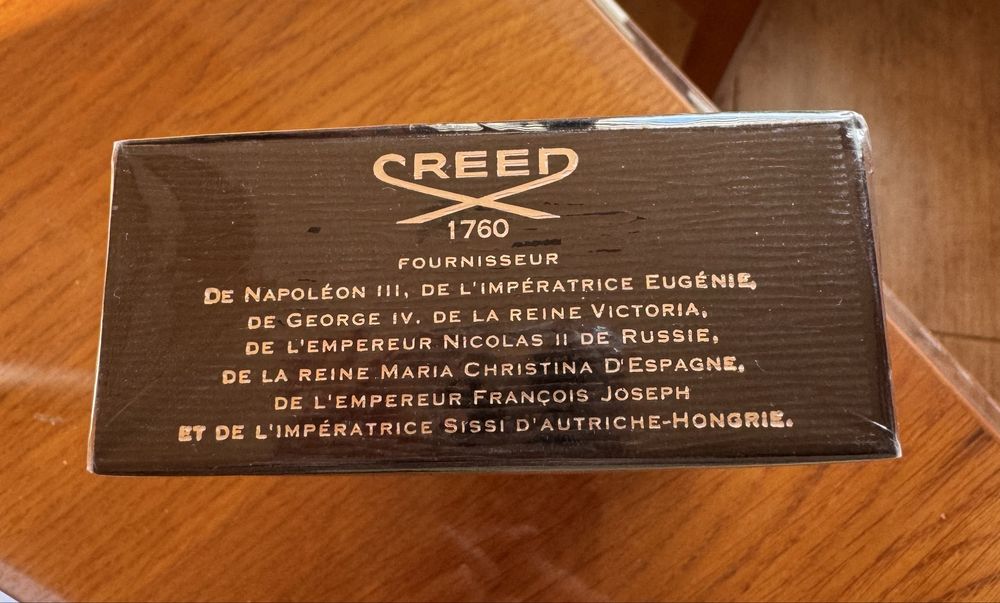 CREED
1760
FOURNISSEUR
DE NAPOLÉON III, DE L'IMPÉRATRICE EUGÉNIE,
DE GEORGE IV. DE LA REINE VICTORIA,
DE L'EMPEREUR NICOLAS II DE RUSSIE,
DE LA REINE MARIA CHRISTINA D'ESPAGNE,
DE L'EMPEREUR FRANÇOIS JOSEPH
ET DE L'IMPÉRATRICE SISSI D'AUTRICHE-HONGRIE.